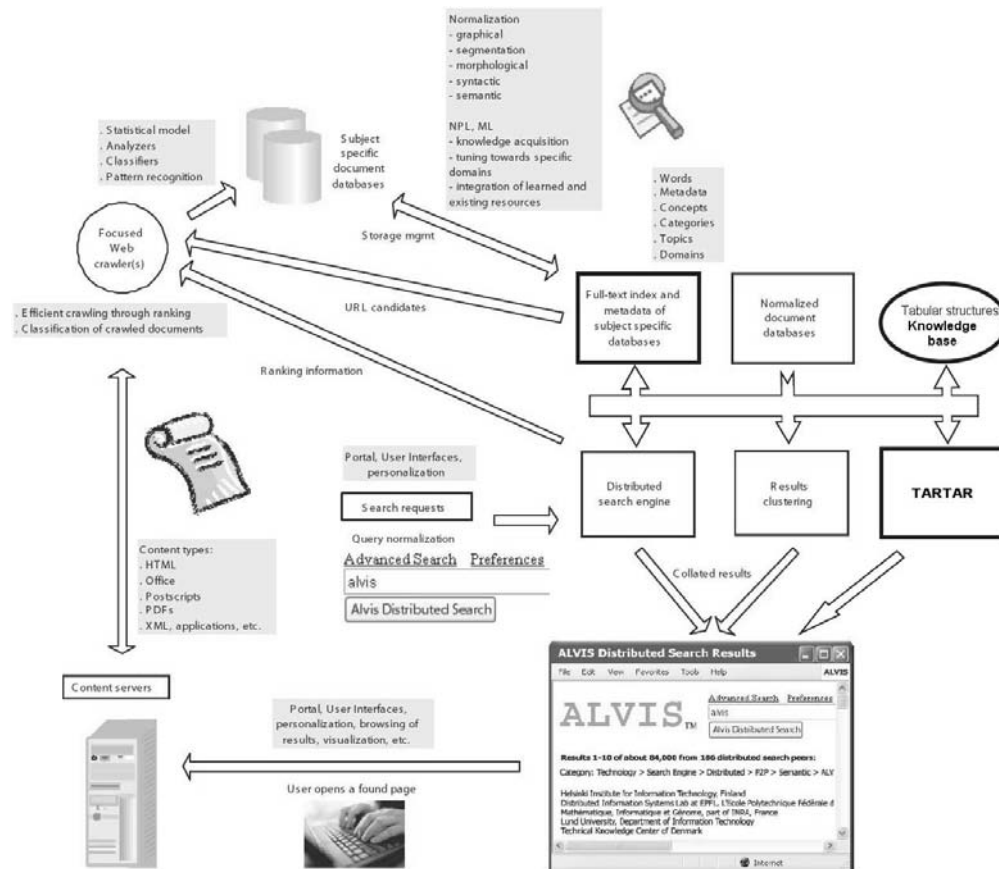 Normalization
- graphical
- segmentation
- morphological
- syntactic
- semantic
NPL, ML
- knowledge acquisition
- tuning towards specific
domains
- integration of learned and
existing resources
. Statistical model
. Analyzers
. Classifiers
. Pattern recognition
Subject
specific
document
databases
. Words
. Metadata
. Concepts
. Categories
. Topics
. Domains
Focused
Web
crawler(s)
Storage mgmt
. Efficient crawling through ranking
. Classification of crawled documents
URL candidates
Full-text index and
metadata of
subject specific
databases
Normalized
document
databases
Tabular structures
Knowledge
base
Ranking information
Portal, User Interfaces,
personalization
Search requests
Query normalization
Advanced Search Preferences
alvis
Alvis Distributed Search
Distributed
search engine
Results
clustering
TARTAR
Collated results
Content types:
. HTML
. Office
. Postscripts
. PDFs
. XML, applications, etc.
Content servers
Portal, User Interfaces,
personalization, browsing of
results, visualization, etc.
User opens a found page
ALVIS Distributed Search Results
File Edit View Favorites Tools Help ALVIS
ALVIS TM
Advanced Search Preferences
alvis
Alvis Distributed Search
Results 1-10 of about 84,000 from 186 distributed search peers:
Category: Technology > Search Engine > Distributed > P2P > Semantic > ALV
Helsinki Institute for Information Technology, Finland
Distributed Information Systems Lab at EPFL, L'Ecole Polytechnique Fédérale d
Mathématique, Informatique et Génome, part of INRA, France
Lund University, Department of Information Technology
Technical Knowledge Center of Denmark
Internet